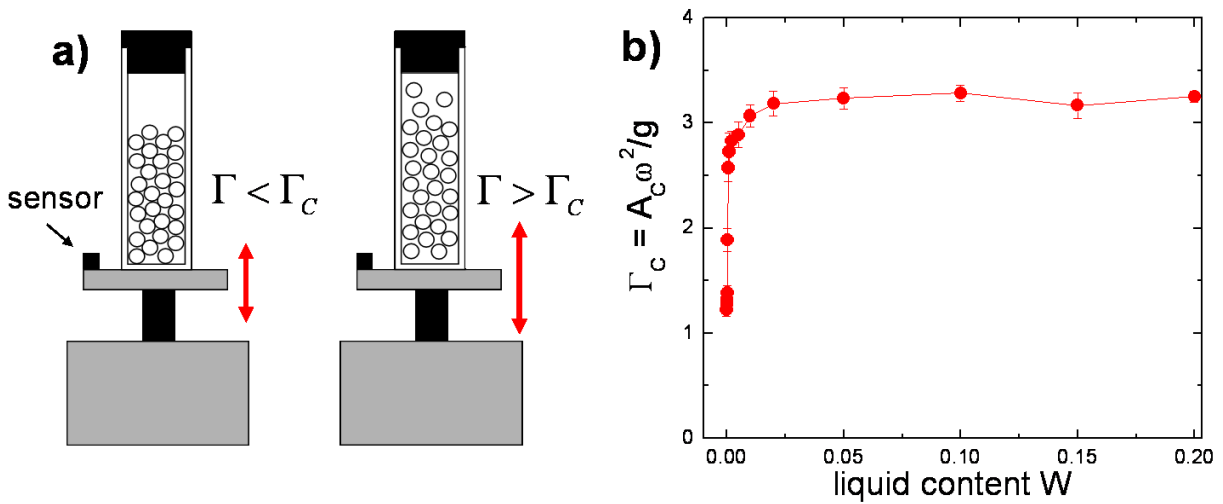 a)
sensor
Γ < Γ_C
Γ > Γ_C
b)
Γ_C = A_Cω²/g
4
3
2
1
0
0.00 0.05 0.10 0.15 0.20
liquid content W